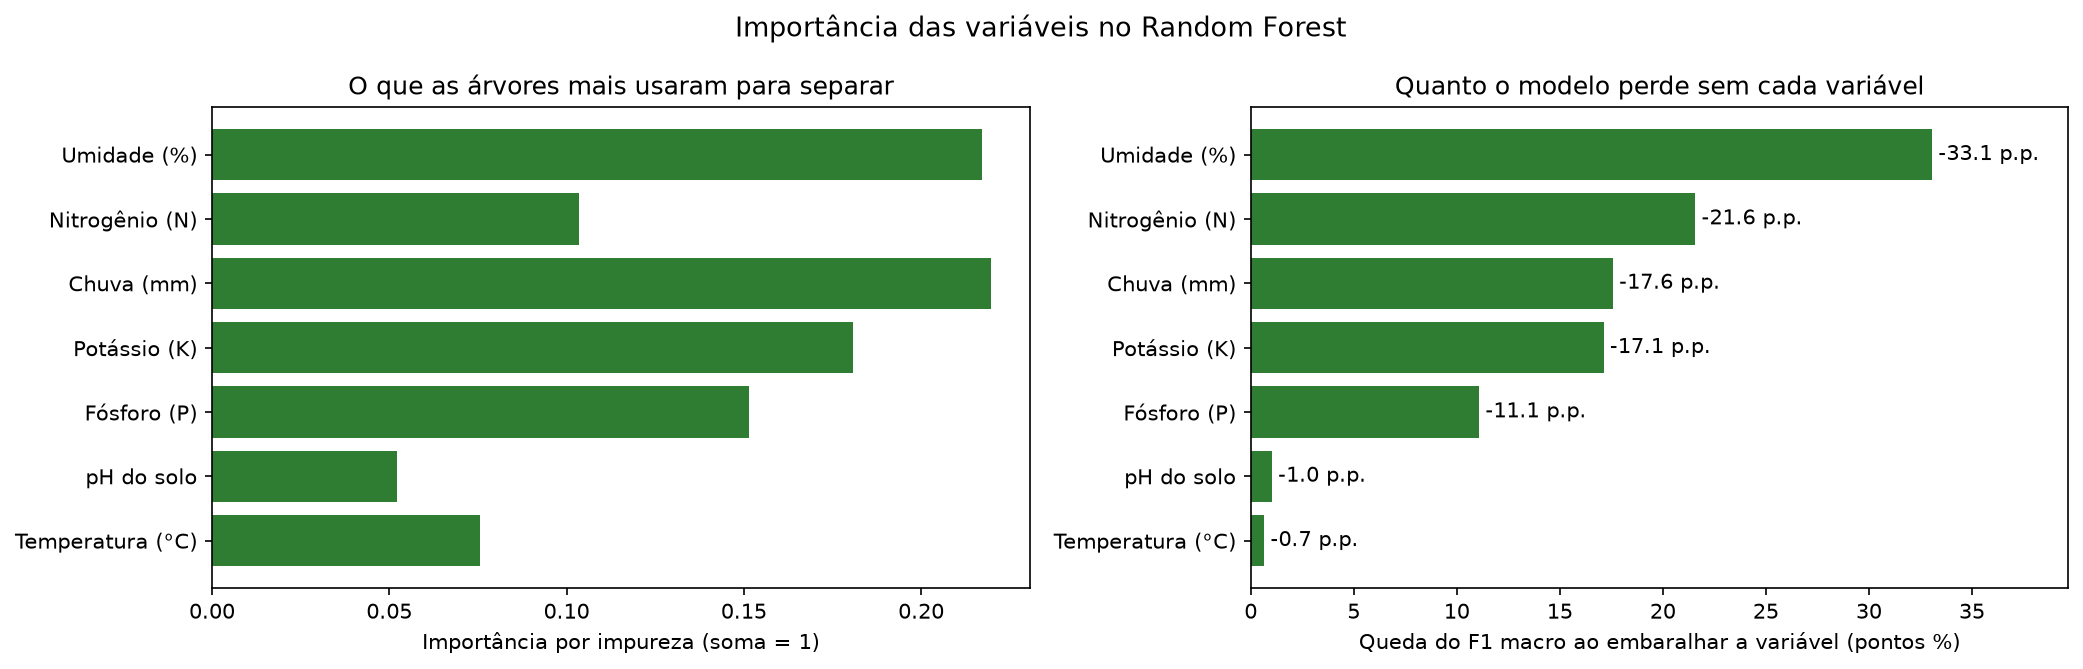 Importância das variáveis no Random Forest
O que as árvores mais usaram para separar
Umidade (%)
Nitrogênio (N)
Chuva (mm)
Potássio (K)
Fósforo (P)
pH do solo
Temperatura (°C)
0.00 0.05 0.10 0.15 0.20
Importância por impureza (soma = 1)
Quanto o modelo perde sem cada variável
Umidade (%) -33.1 p.p.
Nitrogênio (N) -21.6 p.p.
Chuva (mm) -17.6 p.p.
Potássio (K) -17.1 p.p.
Fósforo (P) -11.1 p.p.
pH do solo -1.0 p.p.
Temperatura (°C) -0.7 p.p.
0 5 10 15 20 25 30 35
Queda do F1 macro ao embaralhar a variável (pontos %)